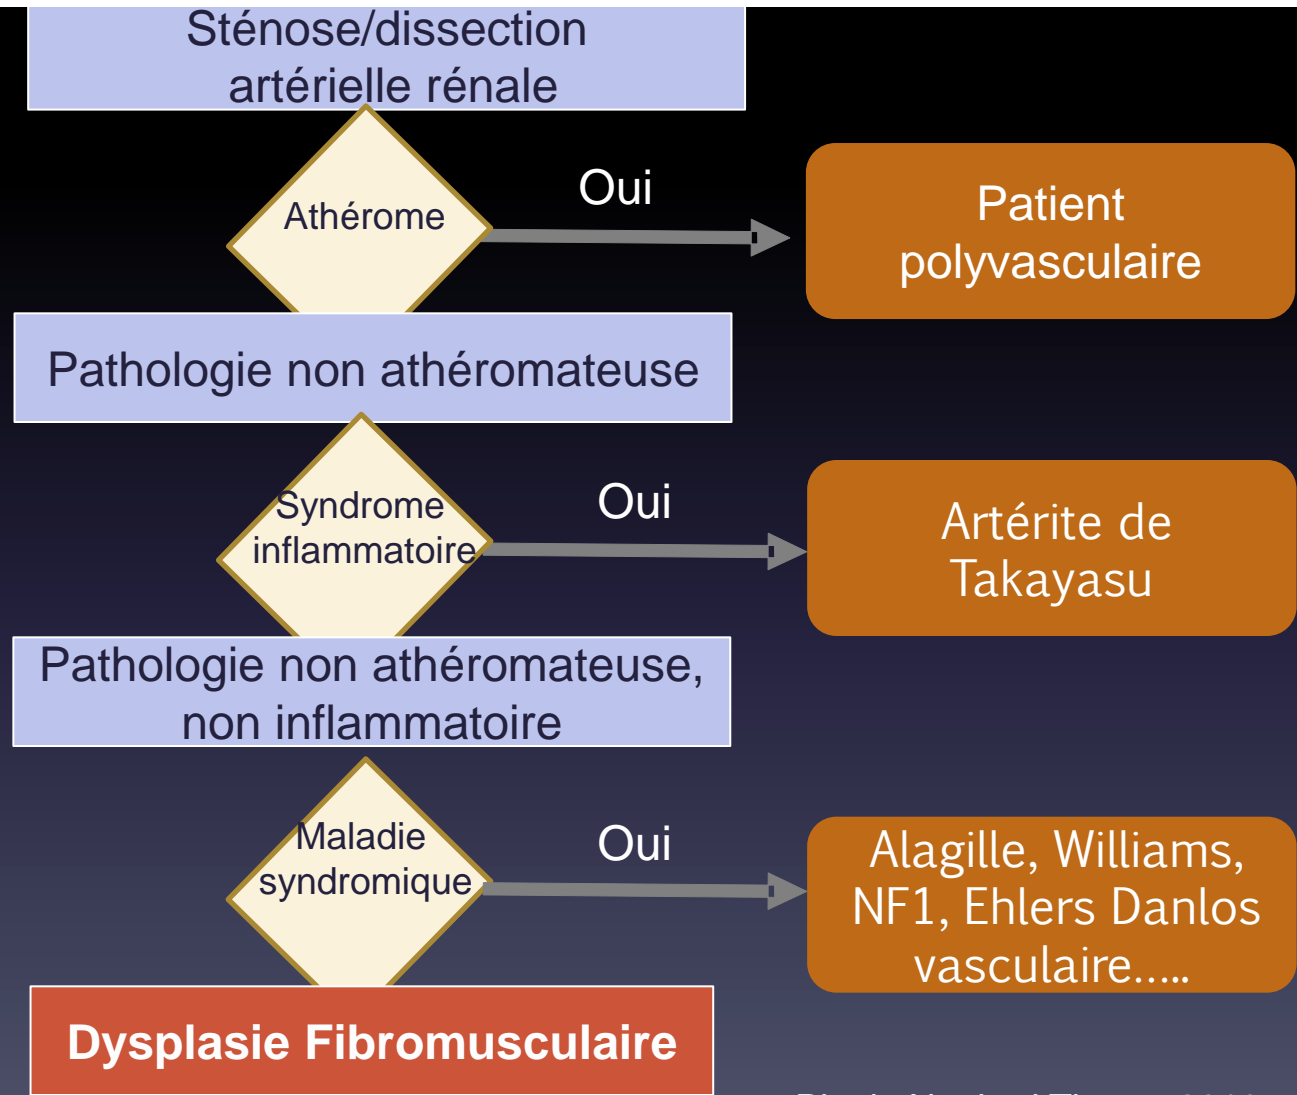 Sténose/dissection
artérielle rénale
Athérome
Oui
Patient
polyvasculaire
Pathologie non athéromateuse
Syndrome
inflammatoire
Oui
Artérite de
Takayasu
Pathologie non athéromateuse,
non inflammatoire
Maladie
syndromique
Oui
Alagille, Williams,
NF1, Ehlers Danlos
vasculaire.....
Dysplasie Fibromusculaire